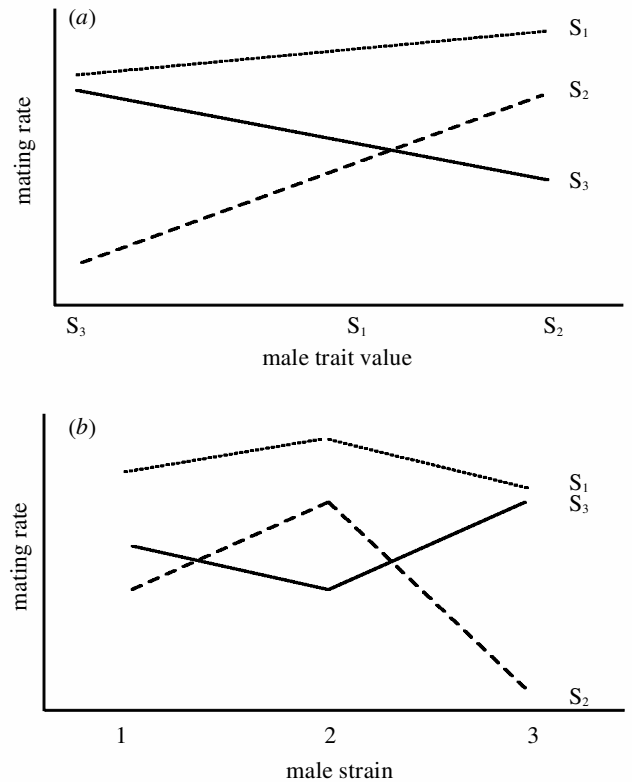 (a)
S₁
S₂
S₃
mating rate
S₃ S₁ S₂
male trait value
(b)
S₁
S₃
S₂
mating rate
1 2 3
male strain